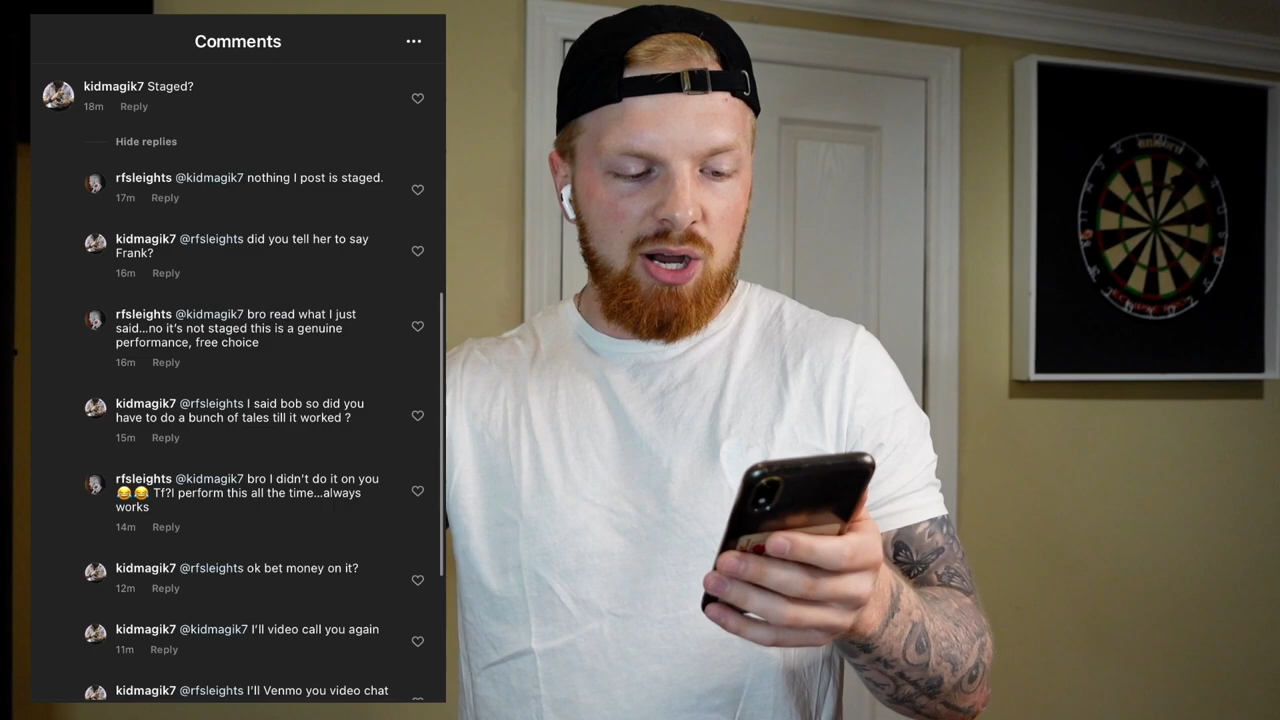 Comments
kidmagik7 Staged?
18m Reply
Hide replies
rfsleights @kidmagik7 nothing I post is staged.
17m Reply
kidmagik7 @rfsleights did you tell her to say
Frank?
16m Reply
rfsleights @kidmagik7 bro read what I just
said...no it's not staged this is a genuine
performance, free choice
16m Reply
kidmagik7 @rfsleights I said bob so did you
have to do a bunch of tales till it worked ?
15m Reply
rfsleights @kidmagik7 bro I didn't do it on you
😂😂 Tf?I perform this all the time...always
works
14m Reply
kidmagik7 @rfsleights ok bet money on it?
12m Reply
kidmagik7 @kidmagik7 I'll video call you again
11m Reply
kidmagik7 @rfsleights I'll Venmo you video chat